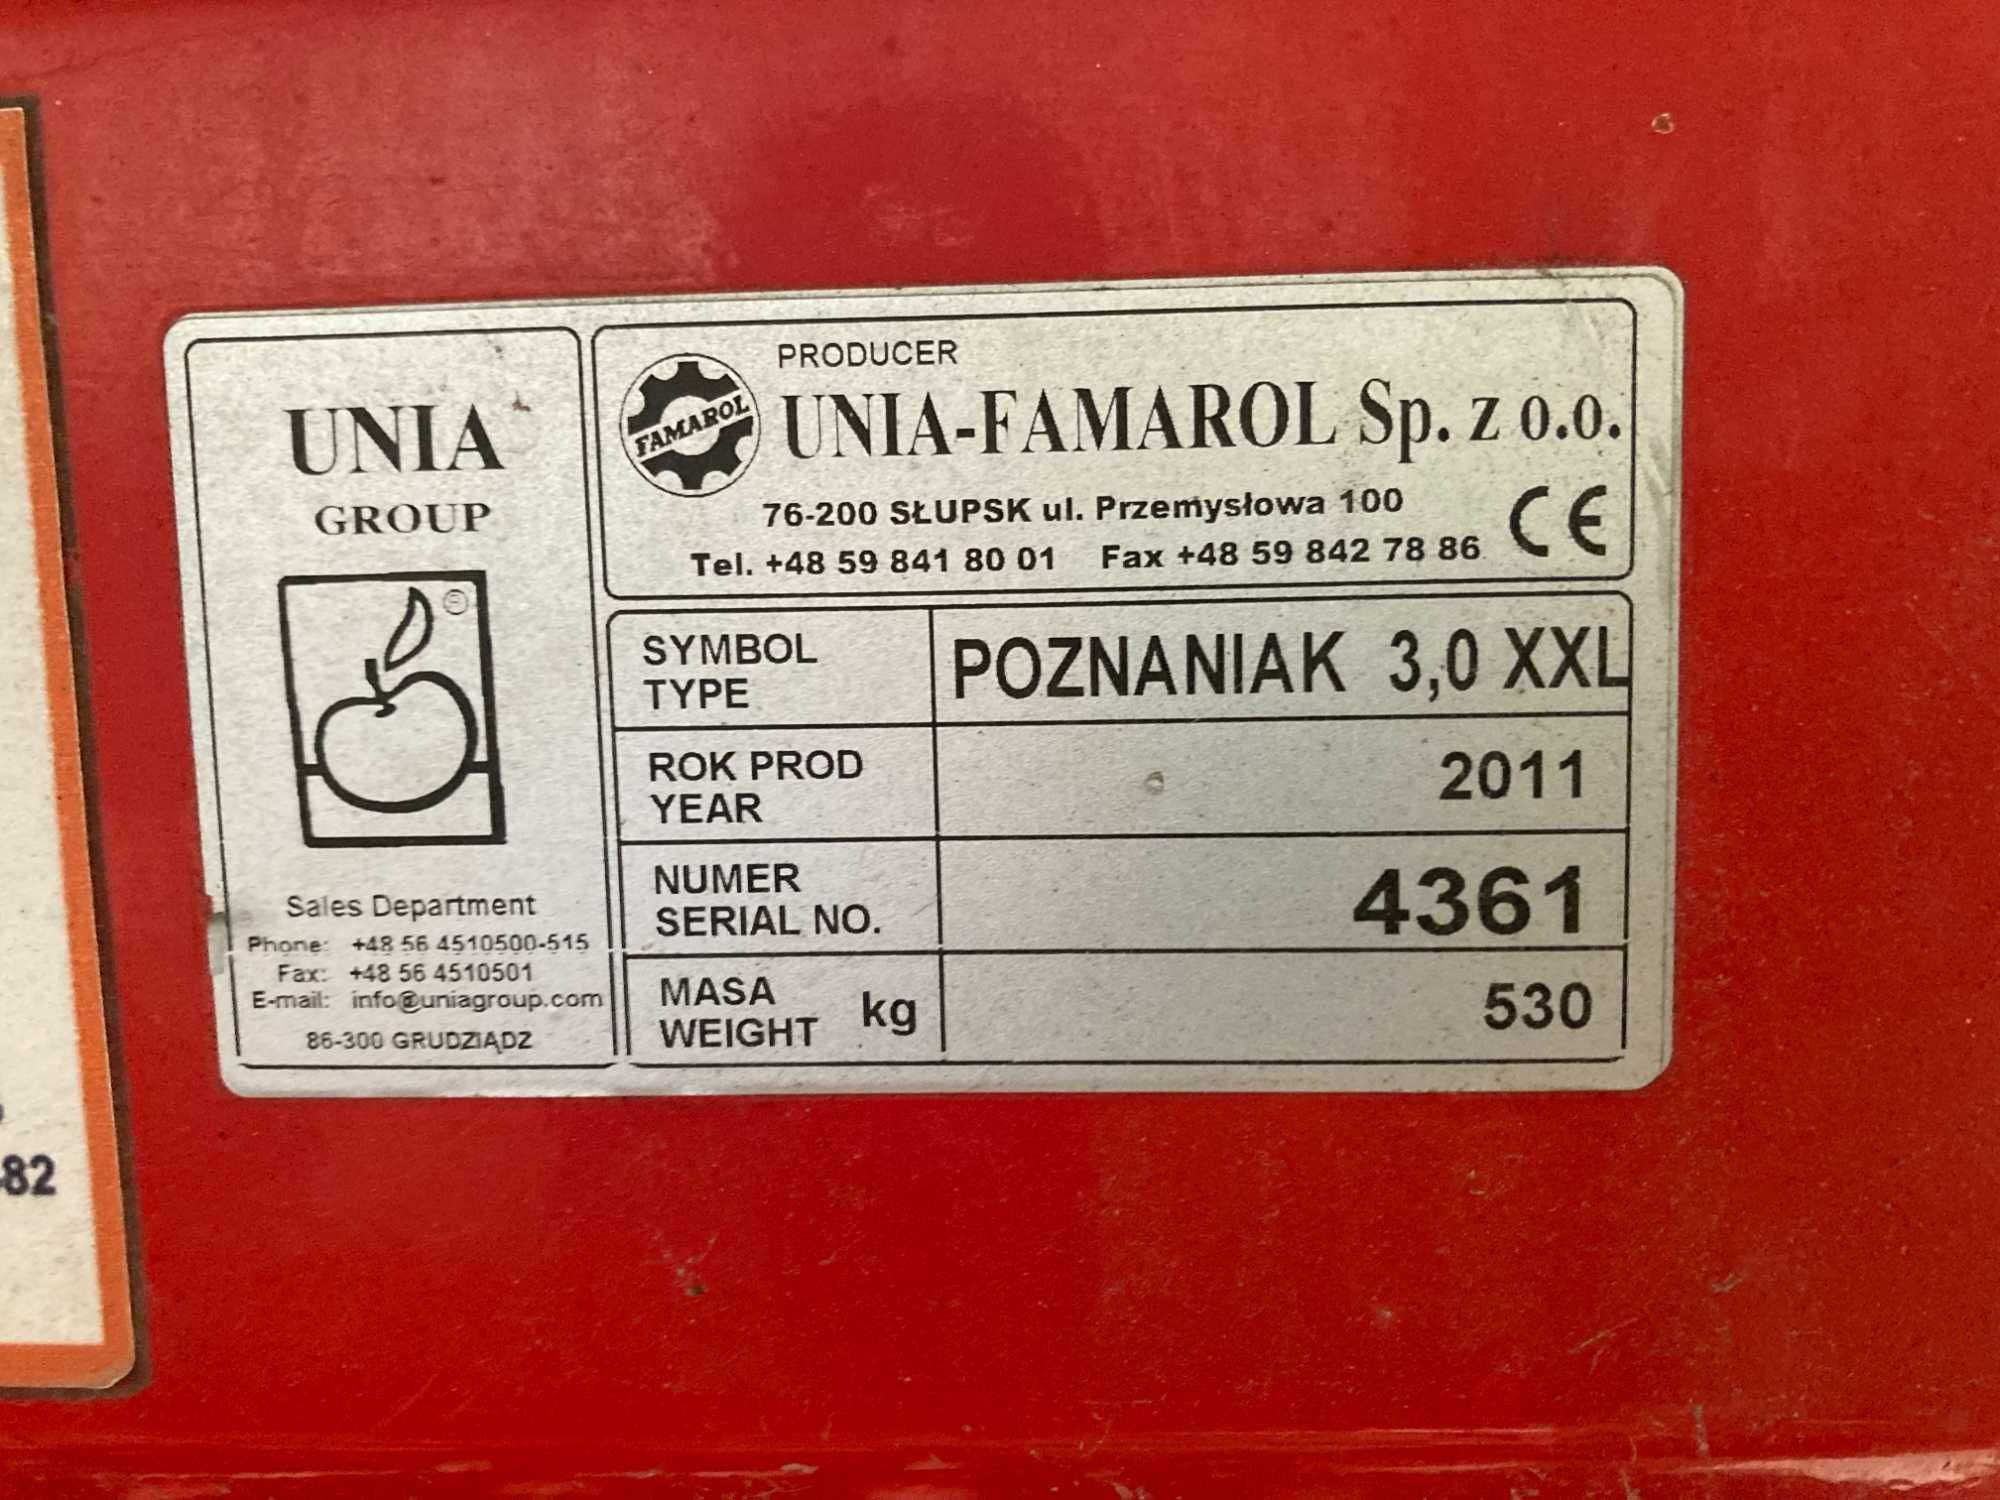 UNIA
GROUP
®
Sales Department
Phone: +48 56 4510500-515
Fax: +48 56 4510501
E-mail: info@uniagroup.com
86-300 GRUDZIĄDZ
FAMAROL
PRODUCER
UNIA-FAMAROL Sp. z o.o.
76-200 SŁUPSK ul. Przemysłowa 100
Tel. +48 59 841 80 01 Fax +48 59 842 78 86
CE
SYMBOL
TYPE
POZNANIAK 3,0 XXL
ROK PROD
YEAR
2011
NUMER
SERIAL NO.
4361
MASA
WEIGHT
kg
530
82